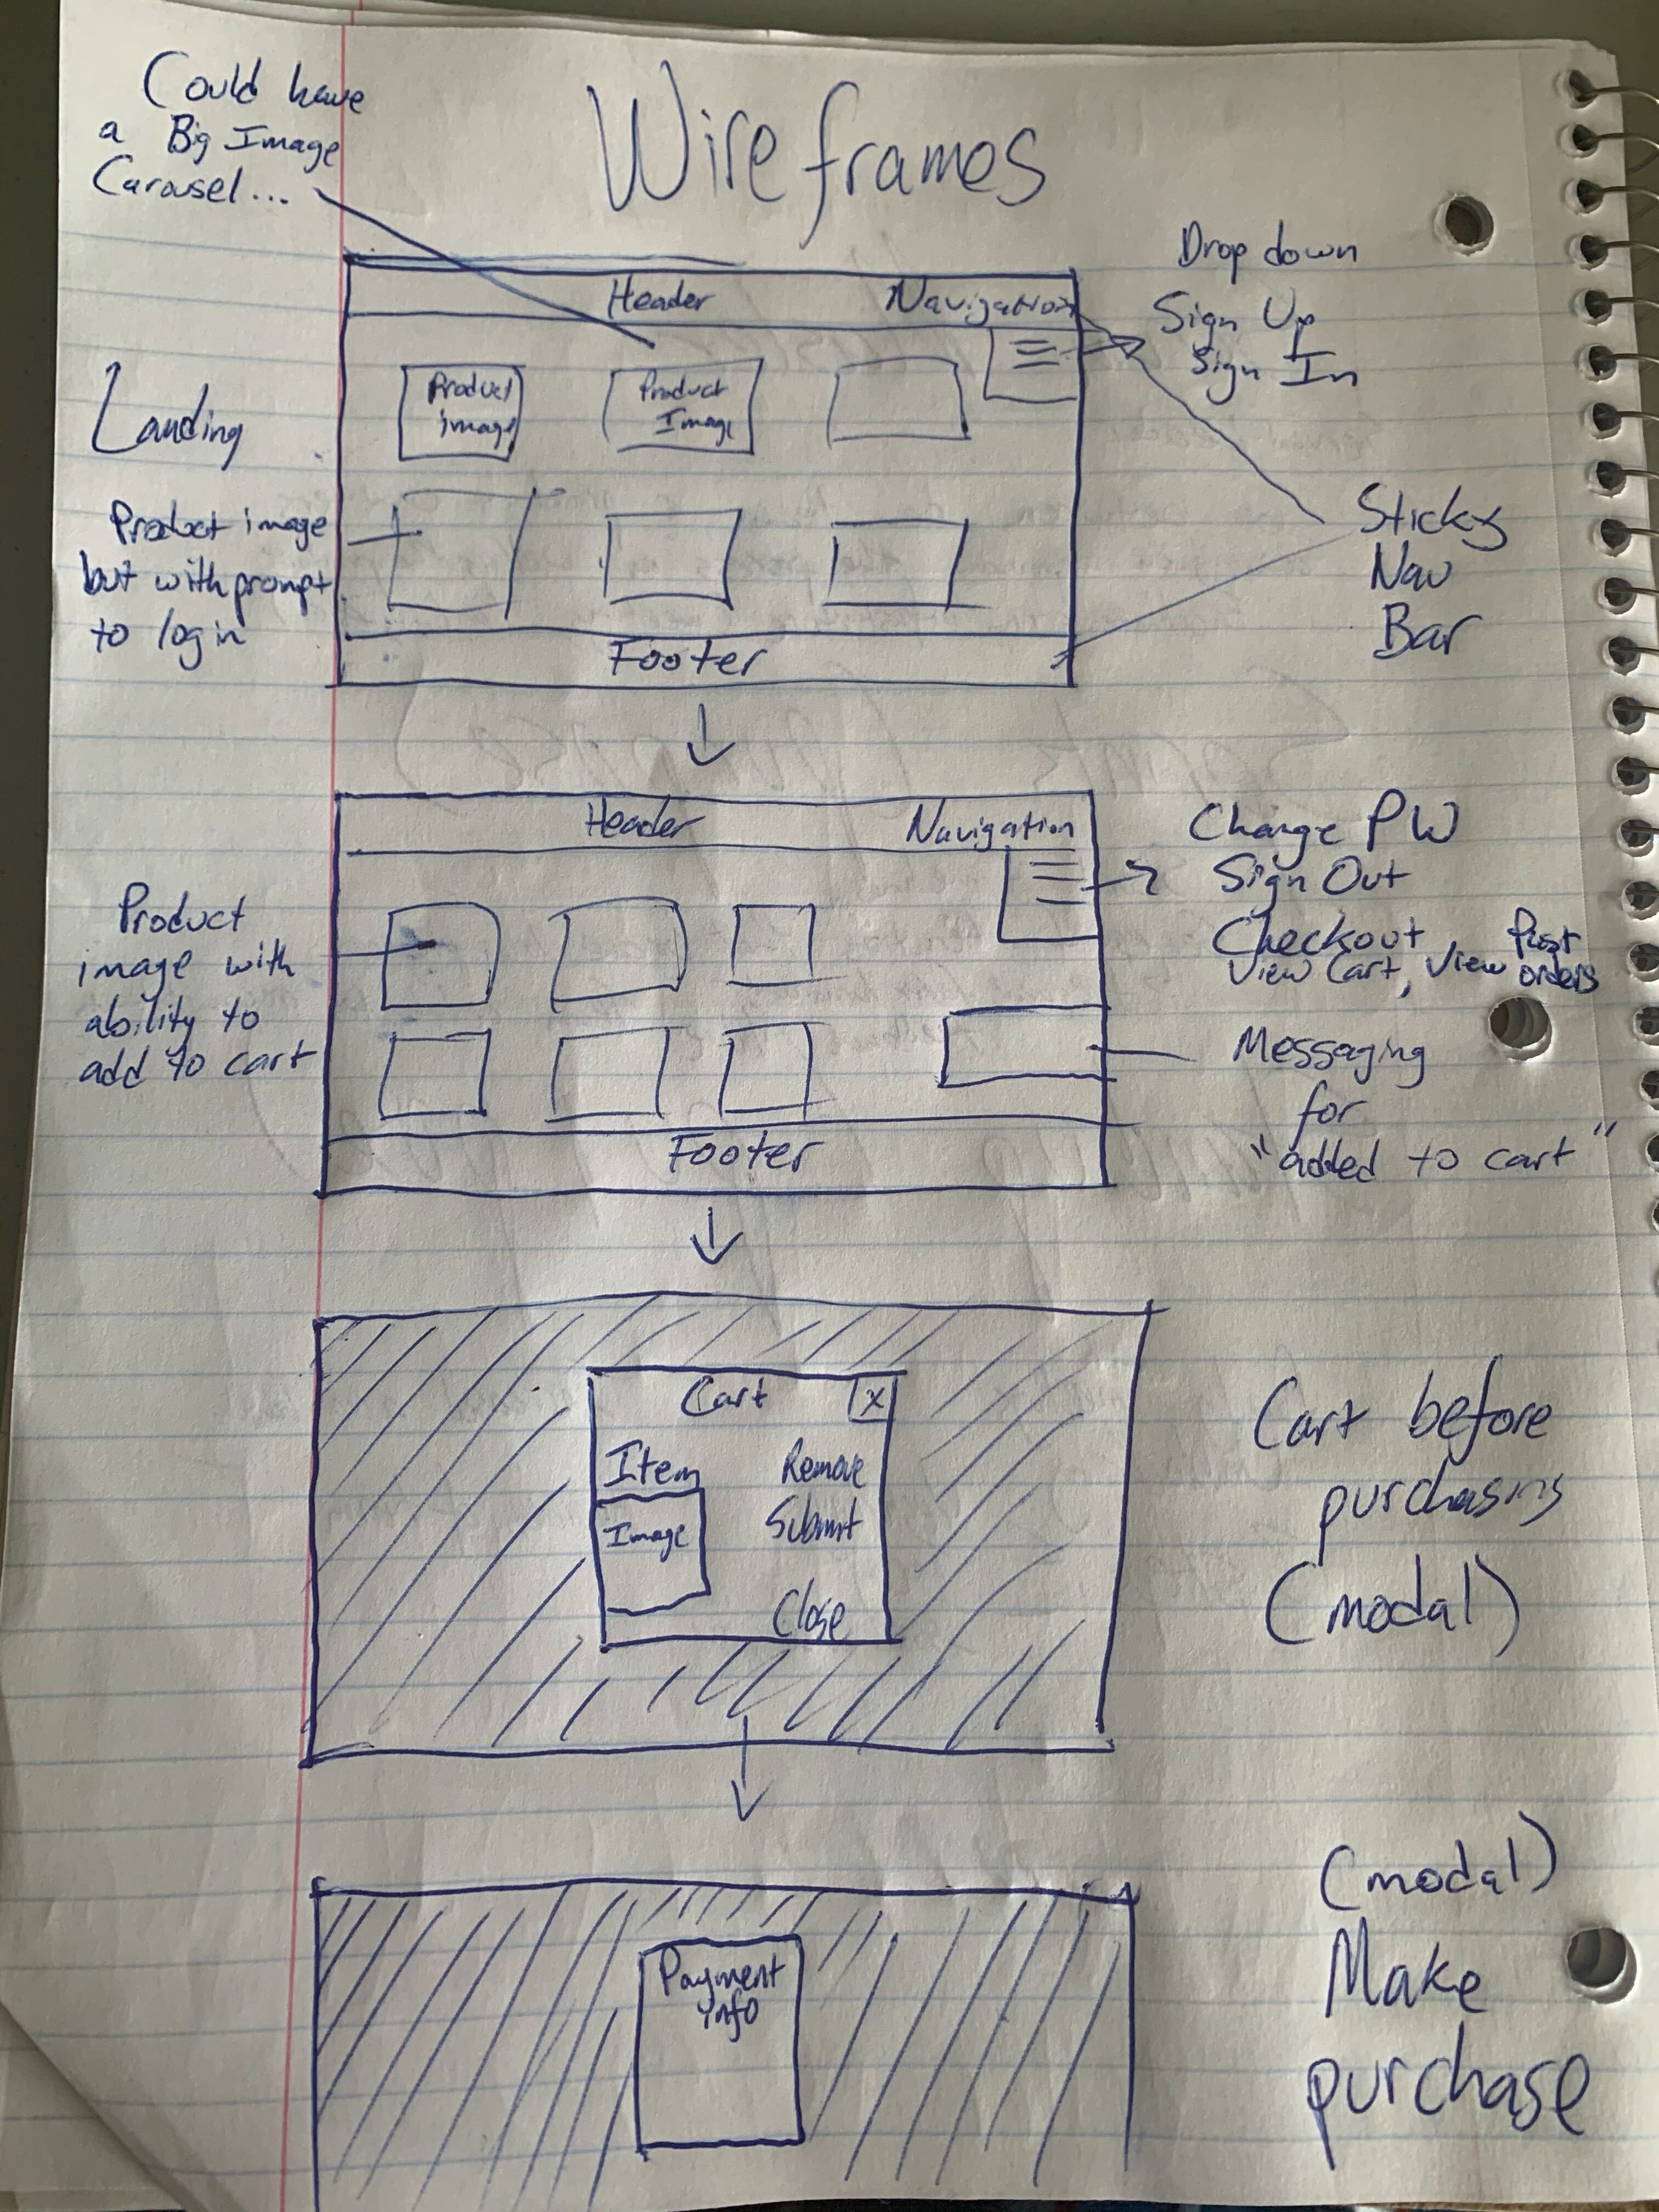 Wireframes
Could have
a Big Image
Carousel...
Header
Navigation
Drop down
Sign Up
Sign In
Landing
Product
image
Product
Image
Product image
but with prompt
to login
Sticky
Nav
Bar
Footer
Header
Navigation
Change PW
Sign Out
Checkout
View Cart, View Past
orders
Product
image with
ability to
add to cart
Messaging
for
"added to cart"
Footer
Cart
X
Item
Remove
Image
Submit
Close
Cart before
purchasing
(modal)
(modal)
Make
purchase
Payment
info